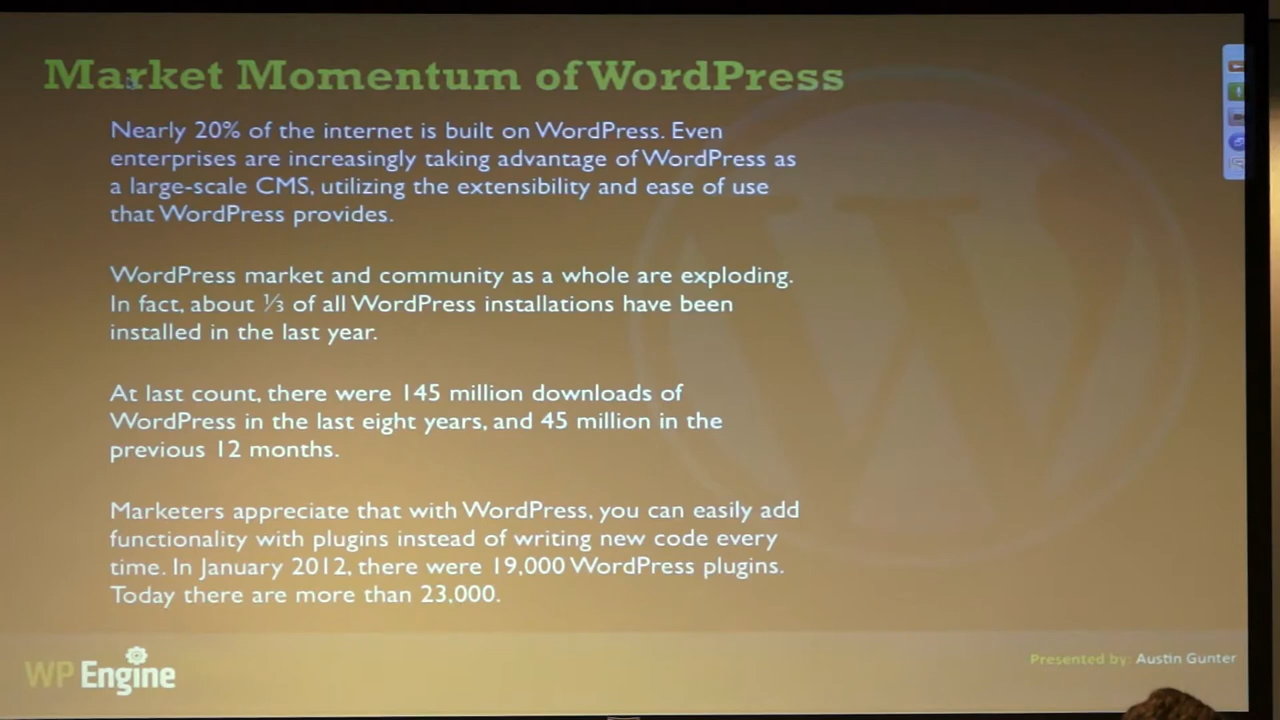 Market Momentum of WordPress
Nearly 20% of the internet is built on WordPress. Even
enterprises are increasingly taking advantage of WordPress as
a large-scale CMS, utilizing the extensibility and ease of use
that WordPress provides.
WordPress market and community as a whole are exploding.
In fact, about ⅓ of all WordPress installations have been
installed in the last year.
At last count, there were 145 million downloads of
WordPress in the last eight years, and 45 million in the
previous 12 months.
Marketers appreciate that with WordPress, you can easily add
functionality with plugins instead of writing new code every
time. In January 2012, there were 19,000 WordPress plugins.
Today there are more than 23,000.
WP Engine
Presented by: Austin Gunter